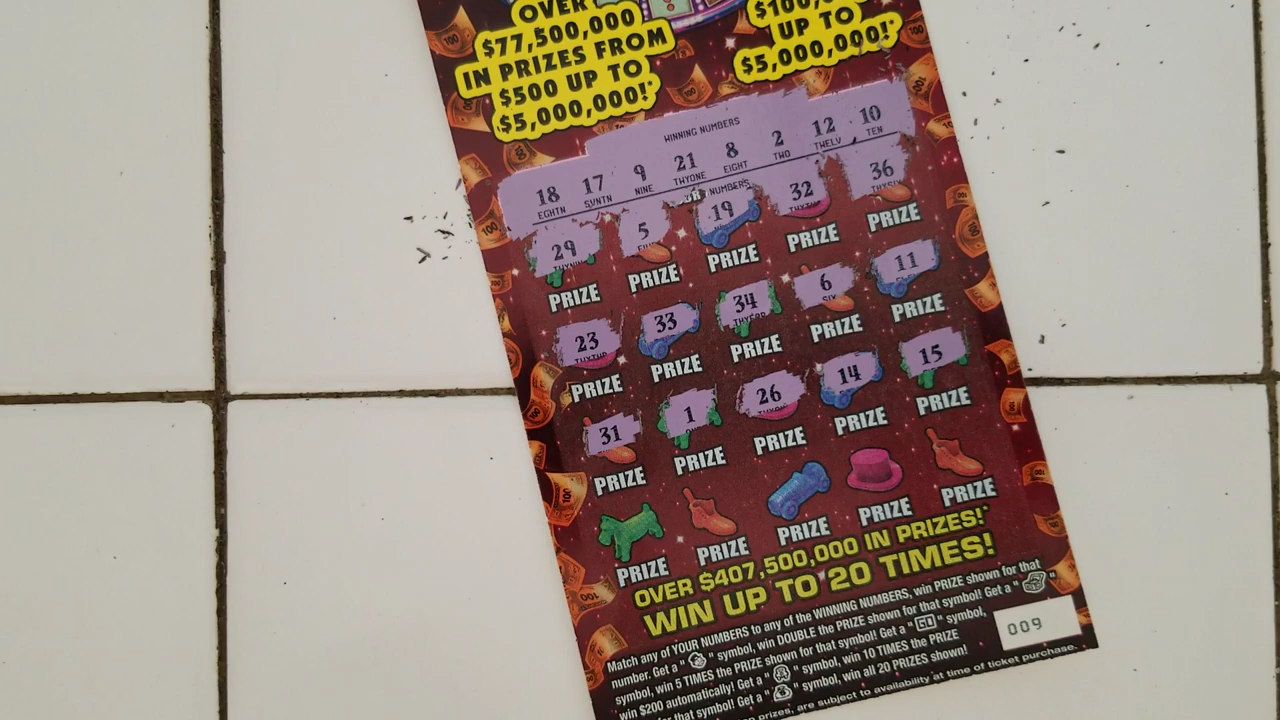 OVER
$77,500,000
IN PRIZES FROM
$500 UP TO
$5,000,000!*
UP TO
$5,000,000!*
WINNING NUMBERS
18 17 9 21 8 2 12 10
EGHTN SVNTN NINE TWYONE EIGHT TWO TWELV TEN
NUMBERS
29 5 19 32 36
PRIZE PRIZE PRIZE PRIZE PRIZE
23 33 34 6 11
SIX
PRIZE PRIZE PRIZE PRIZE PRIZE
31 1 26 14 15
PRIZE PRIZE PRIZE PRIZE PRIZE
PRIZE PRIZE PRIZE PRIZE PRIZE
OVER $407,500,000 IN PRIZES!*
WIN UP TO 20 TIMES!
Match any of YOUR NUMBERS to any of the WINNING NUMBERS, win PRIZE shown for that
number. Get a " " symbol, win DOUBLE the PRIZE shown for that symbol! Get a " "
symbol, win 5 TIMES the PRIZE shown for that symbol! Get a "GO" symbol,
win $200 automatically! Get a " " symbol, win 10 TIMES the PRIZE
for that symbol! Get a " " symbol, win all 20 PRIZES shown!
prizes, are subject to availability at time of ticket purchase.
009